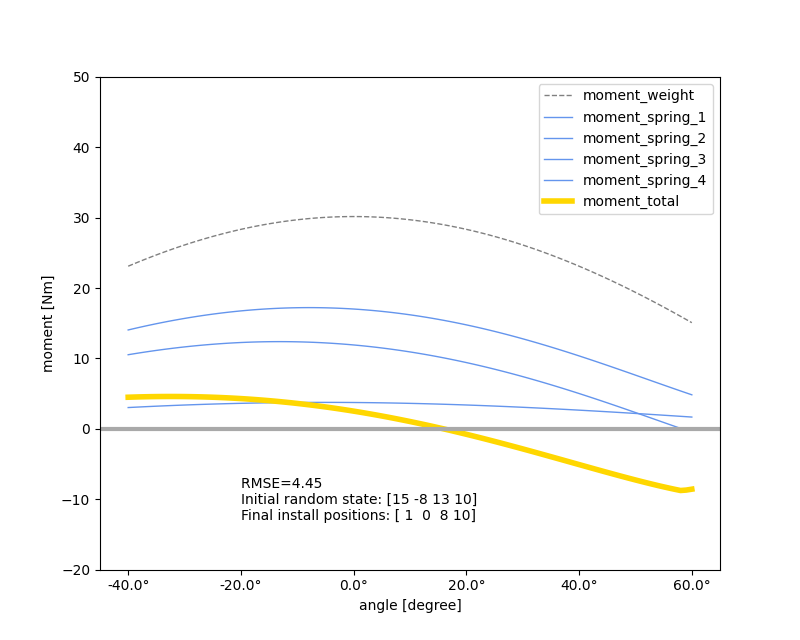 50
40
30
20
10
0
−10
−20
moment [Nm]
moment_weight
moment_spring_1
moment_spring_2
moment_spring_3
moment_spring_4
moment_total
RMSE=4.45
Initial random state: [15 -8 13 10]
Final install positions: [ 1  0  8 10]
-40.0° -20.0° 0.0° 20.0° 40.0° 60.0°
angle [degree]